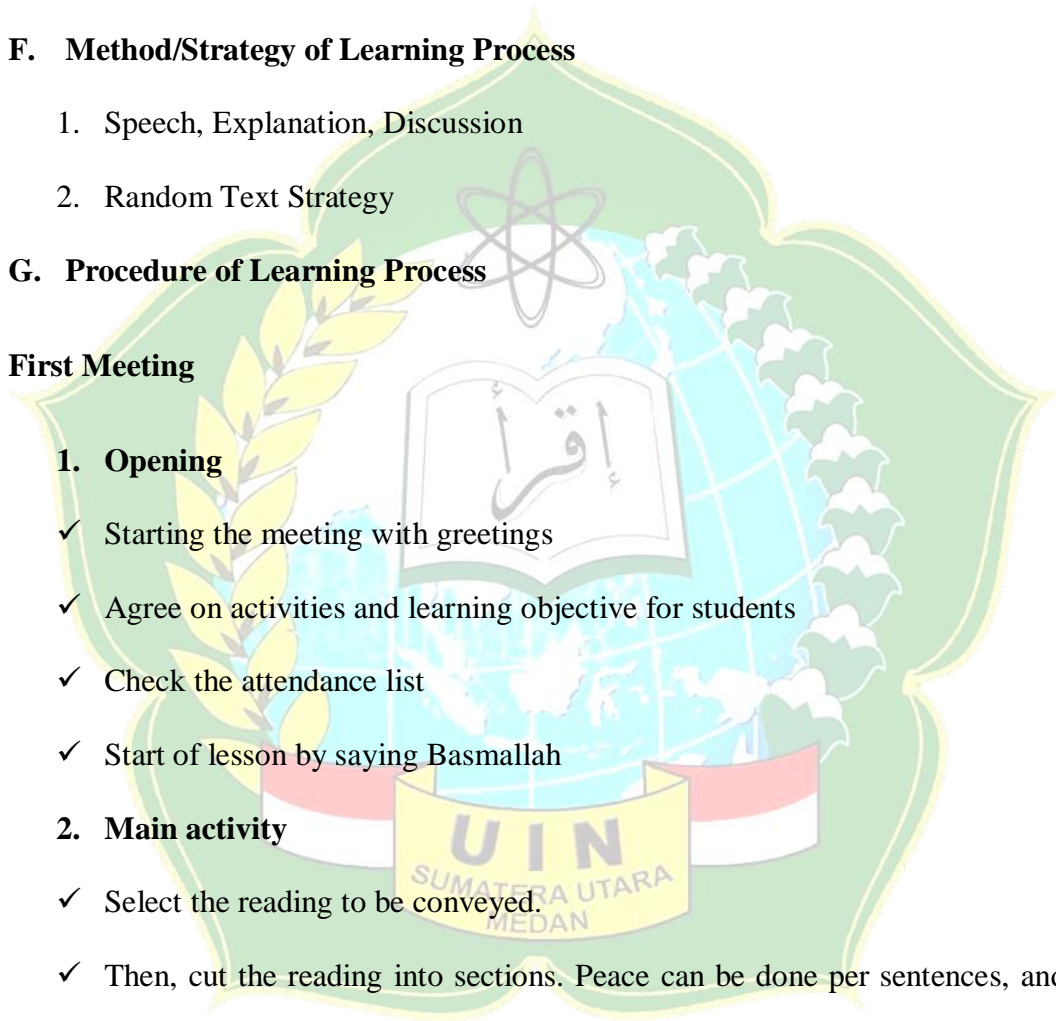 F. Method/Strategy of Learning Process
1. Speech, Explanation, Discussion
2. Random Text Strategy
G. Procedure of Learning Process
First Meeting
إقرأ
1. Opening
✓ Starting the meeting with greetings
✓ Agree on activities and learning objective for students
✓ Check the attendance list
✓ Start of lesson by saying Basmallah
2. Main activity
UIN
SUMATERA UTARA
MEDAN
✓ Select the reading to be conveyed.
✓ Then, cut the reading into sections. Peace can be done per sentences, and